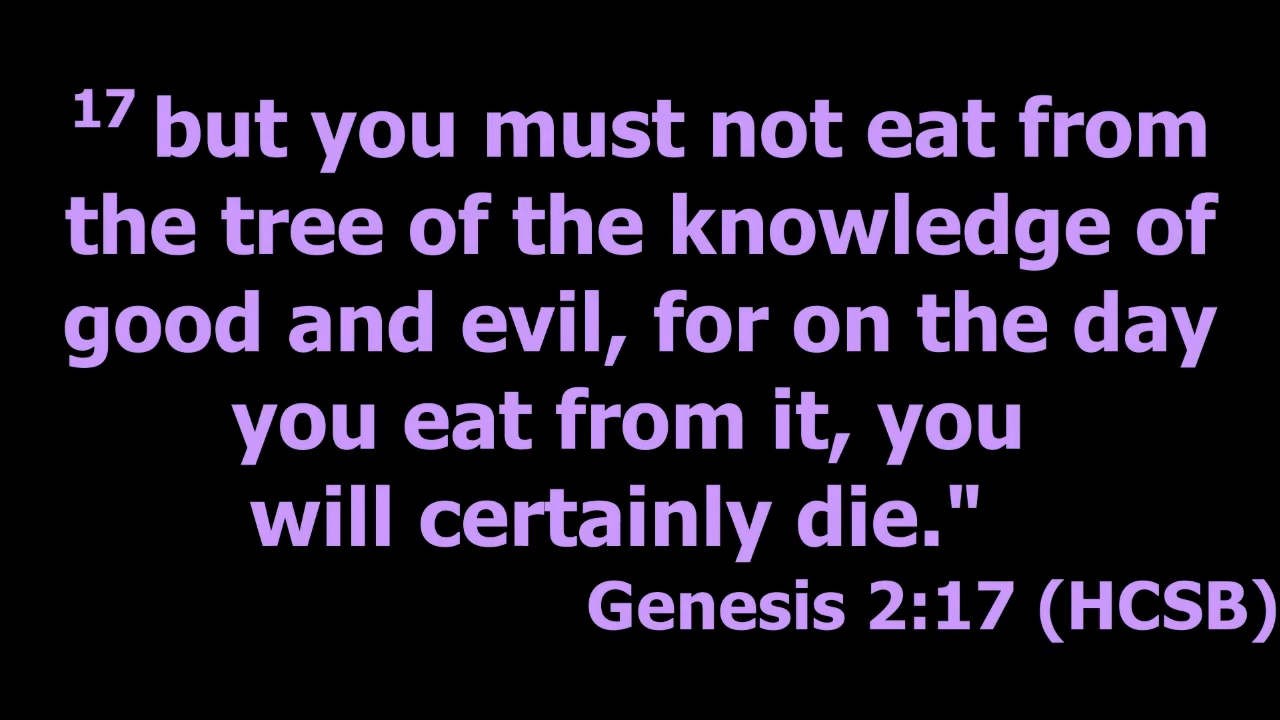 17 but you must not eat from
the tree of the knowledge of
good and evil, for on the day
you eat from it, you
will certainly die."
Genesis 2:17 (HCSB)